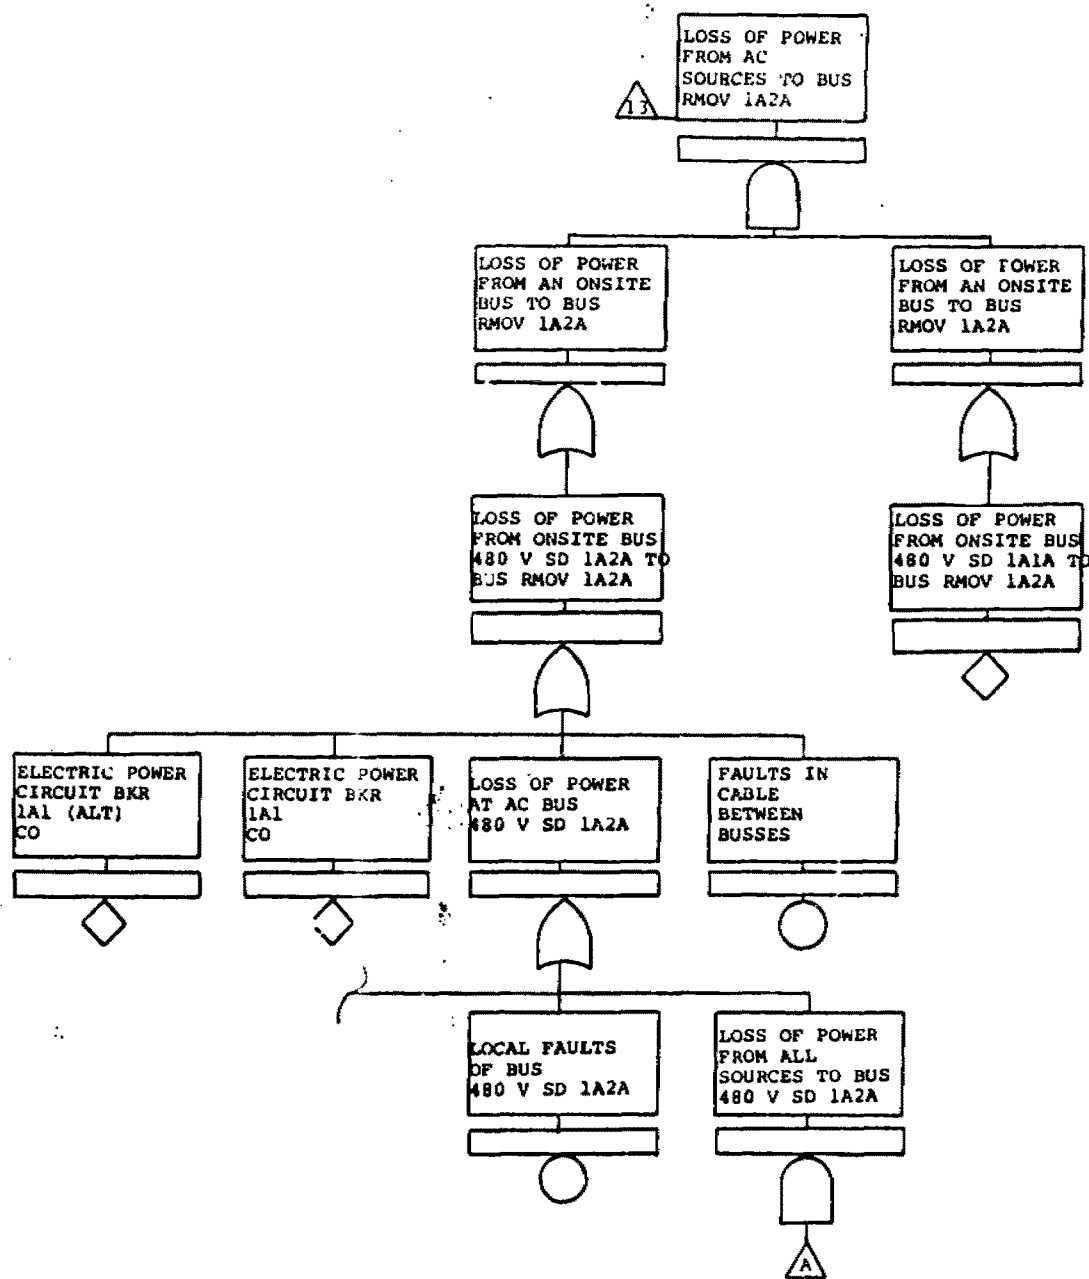 LOSS OF POWER
FROM AC
SOURCES TO BUS
RMOV 1A2A
13
LOSS OF POWER
FROM AN ONSITE
BUS TO BUS
RMOV 1A2A
LOSS OF POWER
FROM AN ONSITE
BUS TO BUS
RMOV 1A2A
LOSS OF POWER
FROM ONSITE BUS
480 V SD 1A2A TO
BUS RMOV 1A2A
LOSS OF POWER
FROM ONSITE BUS
480 V SD 1A1A TO
BUS RMOV 1A2A
ELECTRIC POWER
CIRCUIT BKR
1A1 (ALT)
CO
ELECTRIC POWER
CIRCUIT BKR
1A1
CO
LOSS OF POWER
AT AC BUS
480 V SD 1A2A
FAULTS IN
CABLE
BETWEEN
BUSSES
LOCAL FAULTS
OF BUS
480 V SD 1A2A
LOSS OF POWER
FROM ALL
SOURCES TO BUS
480 V SD 1A2A
A